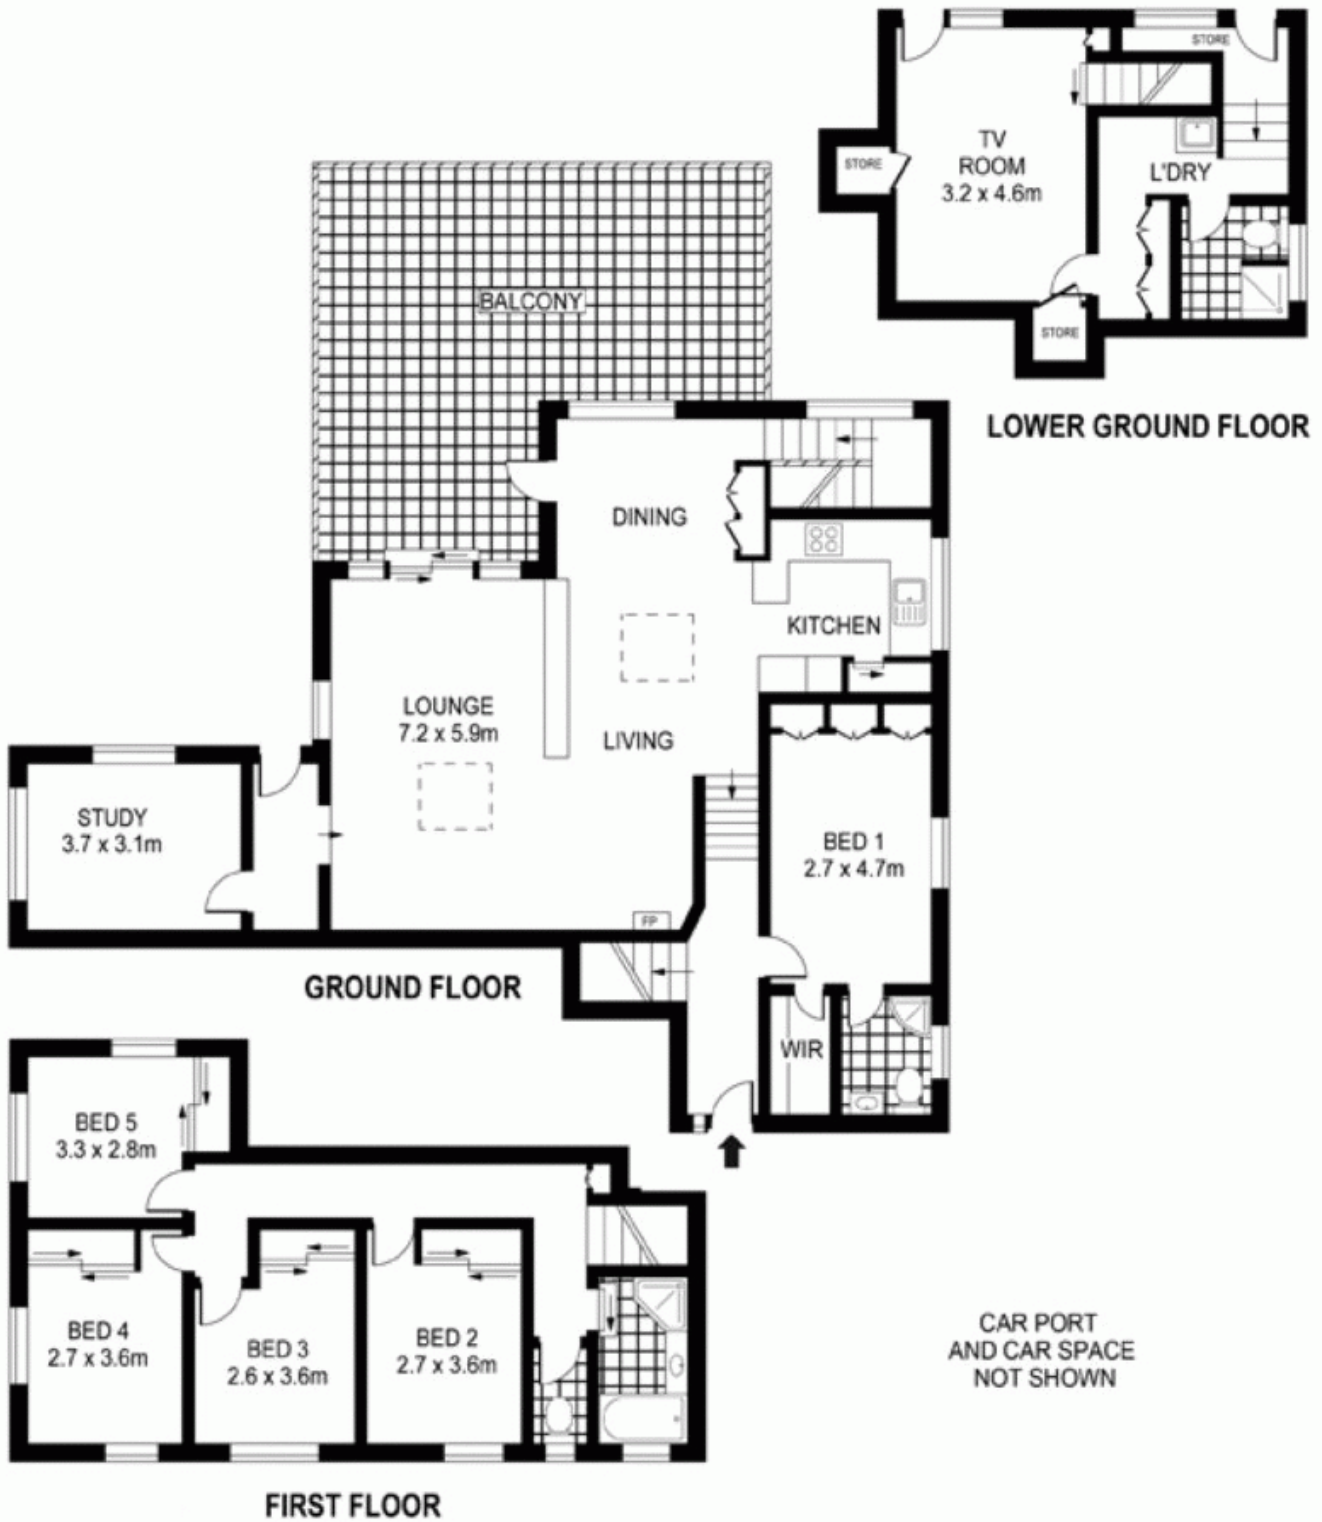 STORE
TV
ROOM
3.2 x 4.6m
STORE
L'DRY
STORE
LOWER GROUND FLOOR
BALCONY
DINING
KITCHEN
LOUNGE
7.2 x 5.9m
LIVING
STUDY
3.7 x 3.1m
BED 1
2.7 x 4.7m
FP
GROUND FLOOR
WIR
BED 5
3.3 x 2.8m
BED 4
2.7 x 3.6m
BED 3
2.6 x 3.6m
BED 2
2.7 x 3.6m
CAR PORT
AND CAR SPACE
NOT SHOWN
FIRST FLOOR